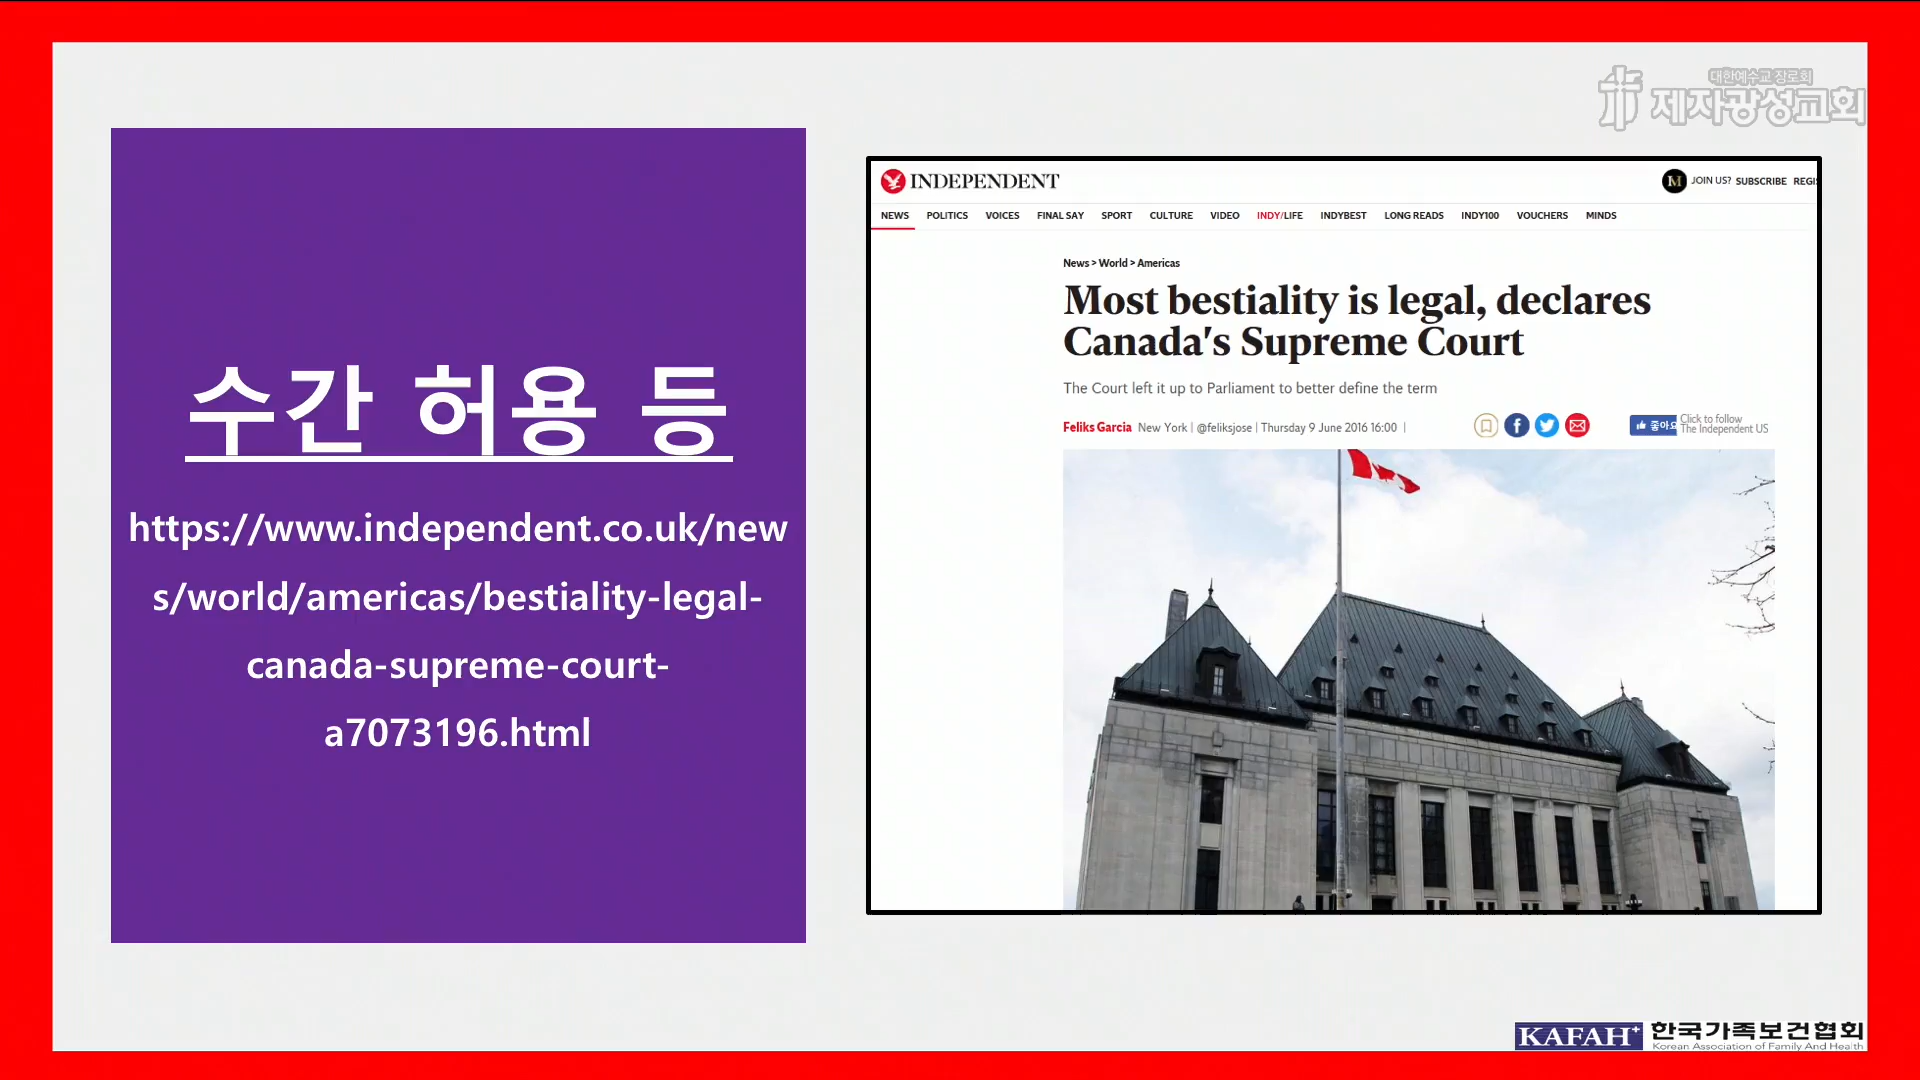 대한예수교 장로회
제자광성교회
수간 허용 등
https://www.independent.co.uk/new
s/world/americas/bestiality-legal-
canada-supreme-court-
a7073196.html
INDEPENDENT
M JOIN US? SUBSCRIBE REGIS
NEWS POLITICS VOICES FINAL SAY SPORT CULTURE VIDEO INDY/LIFE INDYBEST LONG READS INDY100 VOUCHERS MINDS
News > World > Americas
Most bestiality is legal, declares
Canada's Supreme Court
The Court left it up to Parliament to better define the term
Feliks Garcia New York | @feliksjose | Thursday 9 June 2016 16:00 |
좋아요
Click to follow
The Independent US
KAFAH+ 한국가족보건협회
Korean Association of Family And Health